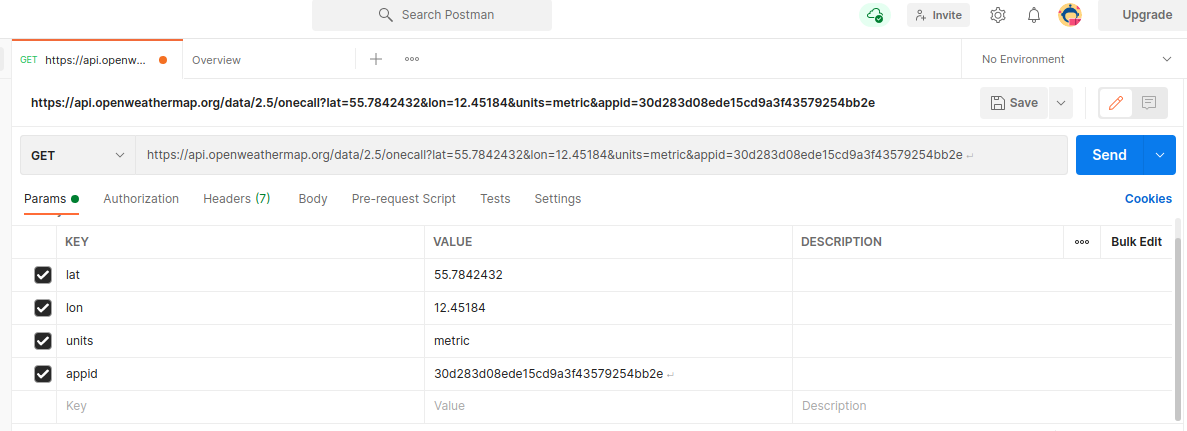 Search Postman
Invite
Upgrade
GET https://api.openw...
Overview
No Environment
https://api.openweathermap.org/data/2.5/onecall?lat=55.7842432&lon=12.45184&units=metric&appid=30d283d08ede15cd9a3f43579254bb2e
Save
GET
https://api.openweathermap.org/data/2.5/onecall?lat=55.7842432&lon=12.45184&units=metric&appid=30d283d08ede15cd9a3f43579254bb2e ↵
Send
Params Authorization Headers (7) Body Pre-request Script Tests Settings Cookies
KEY VALUE DESCRIPTION Bulk Edit
lat 55.7842432
lon 12.45184
units metric
appid 30d283d08ede15cd9a3f43579254bb2e ↵
Key Value Description